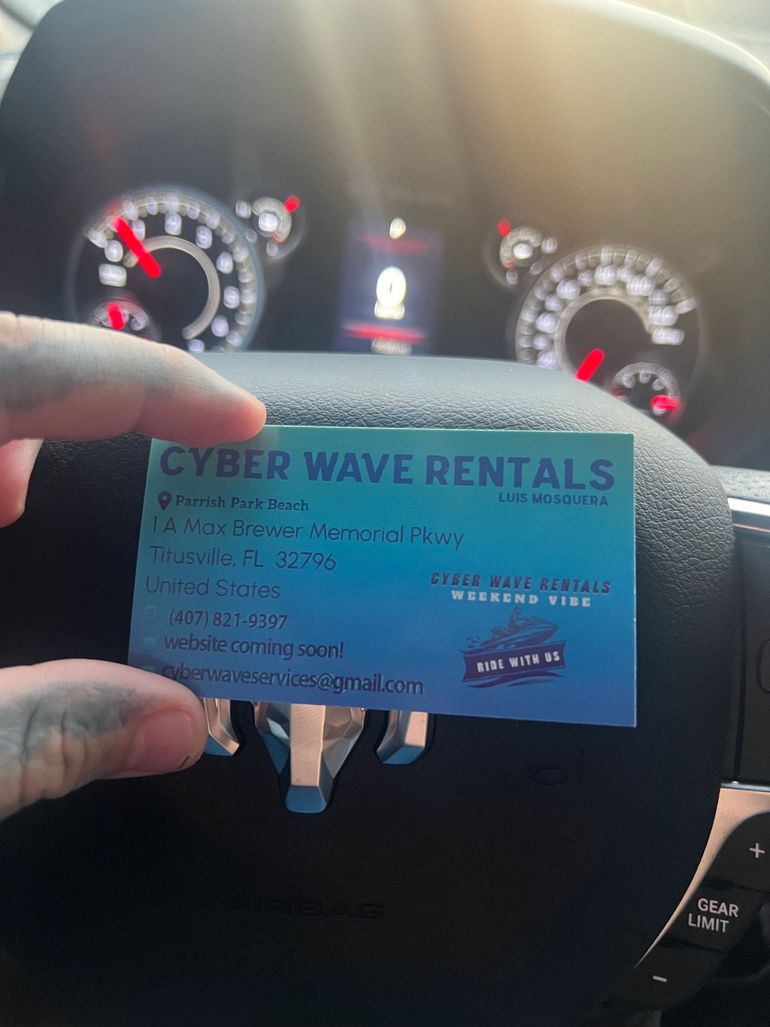 0
CYBER WAVE RENTALS
LUIS MOSQUERA
Parrish Park Beach
1 A Max Brewer Memorial Pkwy
Titusville, FL 32796
United States
(407) 821-9397
website coming soon!
cyberwaveservices@gmail.com
CYBER WAVE RENTALS
WEEKEND VIBE
RIDE WITH US
AIRBAG
+
GEAR
LIMIT
-